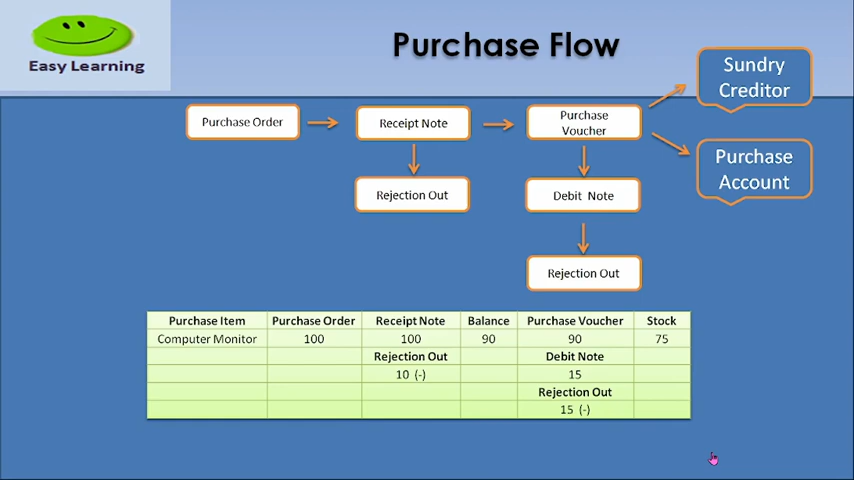 Easy Learning
Purchase Flow
Sundry
Creditor
Purchase Order
Receipt Note
Purchase
Voucher
Purchase
Account
Rejection Out
Debit Note
Rejection Out
Purchase Item Purchase Order Receipt Note Balance Purchase Voucher Stock
Computer Monitor 100 100 90 90 75
Rejection Out Debit Note
10 (-) 15
Rejection Out
15 (-)